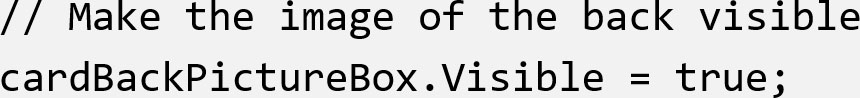 // Make the image of the back visible
cardBackPictureBox.Visible = true;